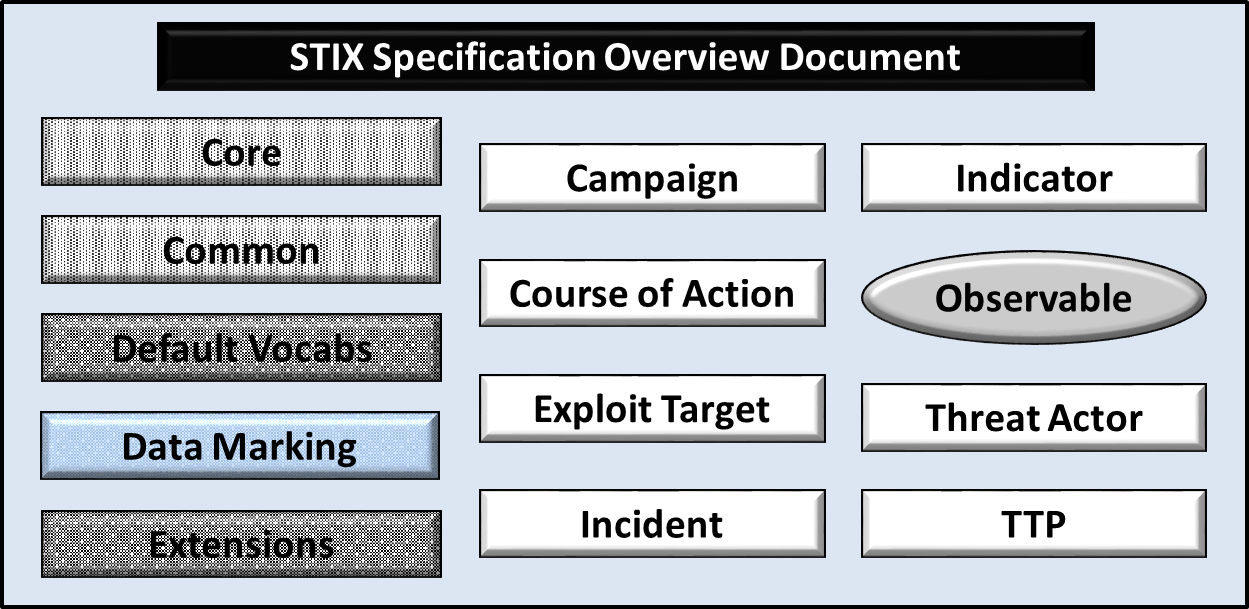 STIX Specification Overview Document
Core
Common
Default Vocabs
Data Marking
Extensions
Campaign
Course of Action
Exploit Target
Incident
Indicator
Observable
Threat Actor
TTP